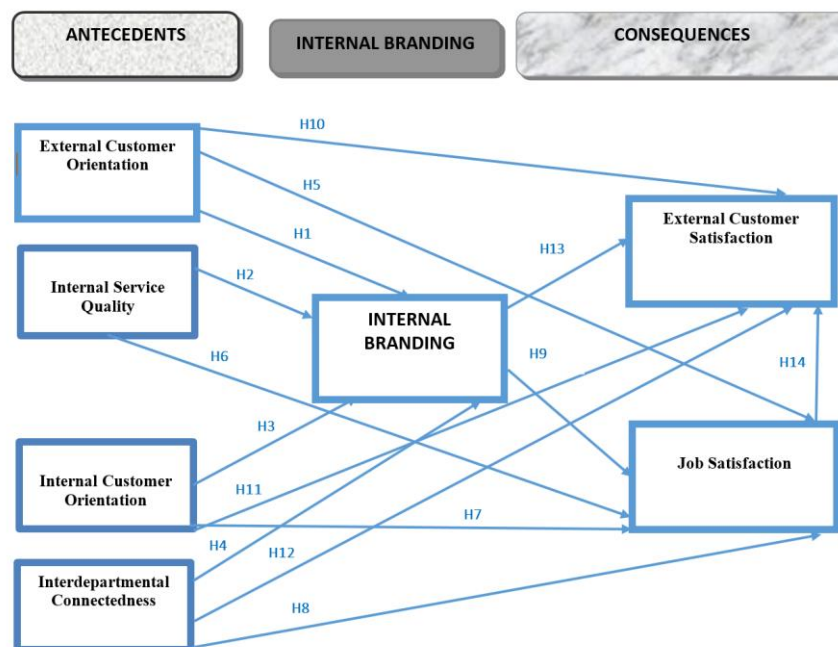 ANTECEDENTS
INTERNAL BRANDING
CONSEQUENCES
H10
External Customer
Orientation
H5
External Customer
Satisfaction
H1
H13
H2
Internal Service
Quality
INTERNAL
BRANDING
H6
H9
H14
H3
Job Satisfaction
Internal Customer
Orientation
H11
H7
H4
H12
Interdepartmental
Connectedness
H8